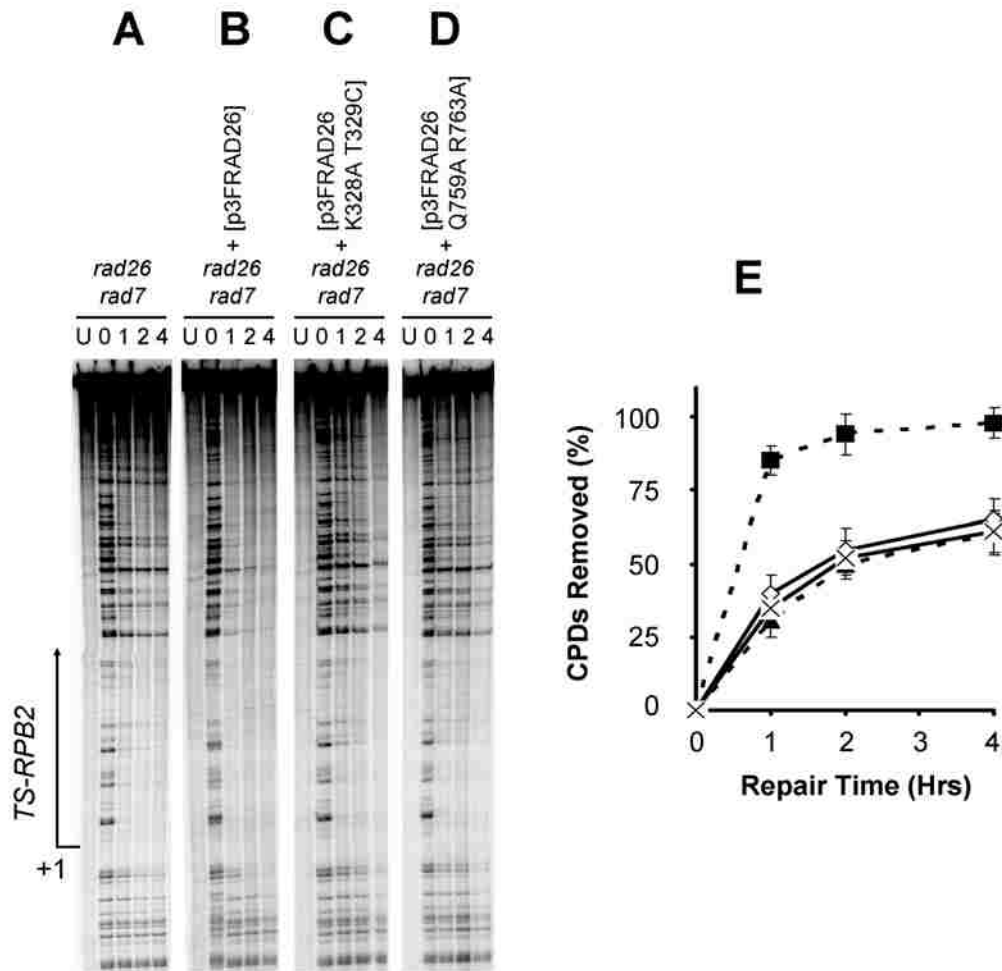 A
B
C
D
+ [p3FRAD26]
+ [p3FRAD26
K328A T329C]
+ [p3FRAD26
Q759A R763A]
rad26
rad7
rad26
rad7
rad26
rad7
rad26
rad7
U 0 1 2 4
U 0 1 2 4
U 0 1 2 4
U 0 1 2 4
TS-RPB2
+1
E
CPDs Removed (%)
100
75
50
25
0
0 1 2 3 4
Repair Time (Hrs)